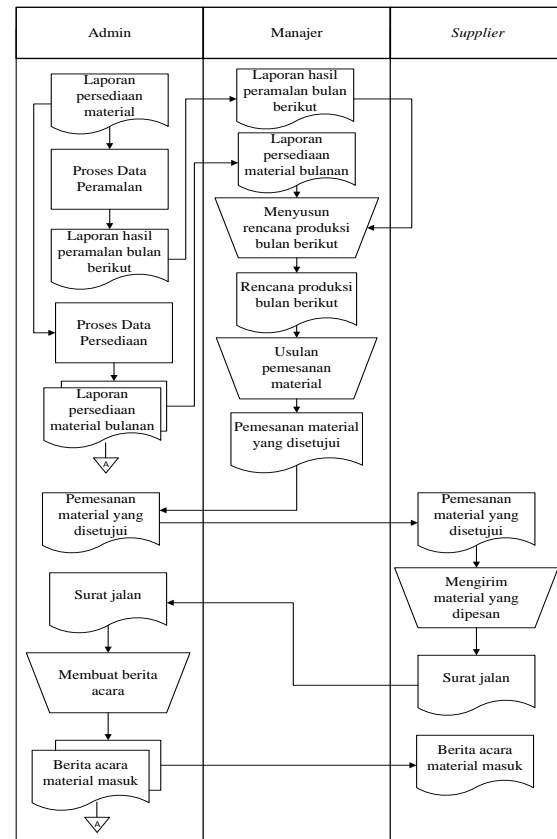 Admin
Manajer
Supplier
Laporan
persediaan
material
Proses Data
Peramalan
Laporan hasil
peramalan bulan
berikut
Proses Data
Persediaan
Laporan
persediaan
material bulanan
A
Laporan hasil
peramalan bulan
berikut
Laporan
persediaan
material bulanan
Menyusun
rencana produksi
bulan berikut
Rencana produksi
bulan berikut
Usulan
pemesanan
material
Pemesanan material
yang disetujui
Pemesanan
material yang
disetujui
Pemesanan
material yang
disetujui
Mengirim
material yang
dipesan
Surat jalan
Surat jalan
Membuat berita
acara
Berita acara
material masuk
A
Berita acara
material masuk